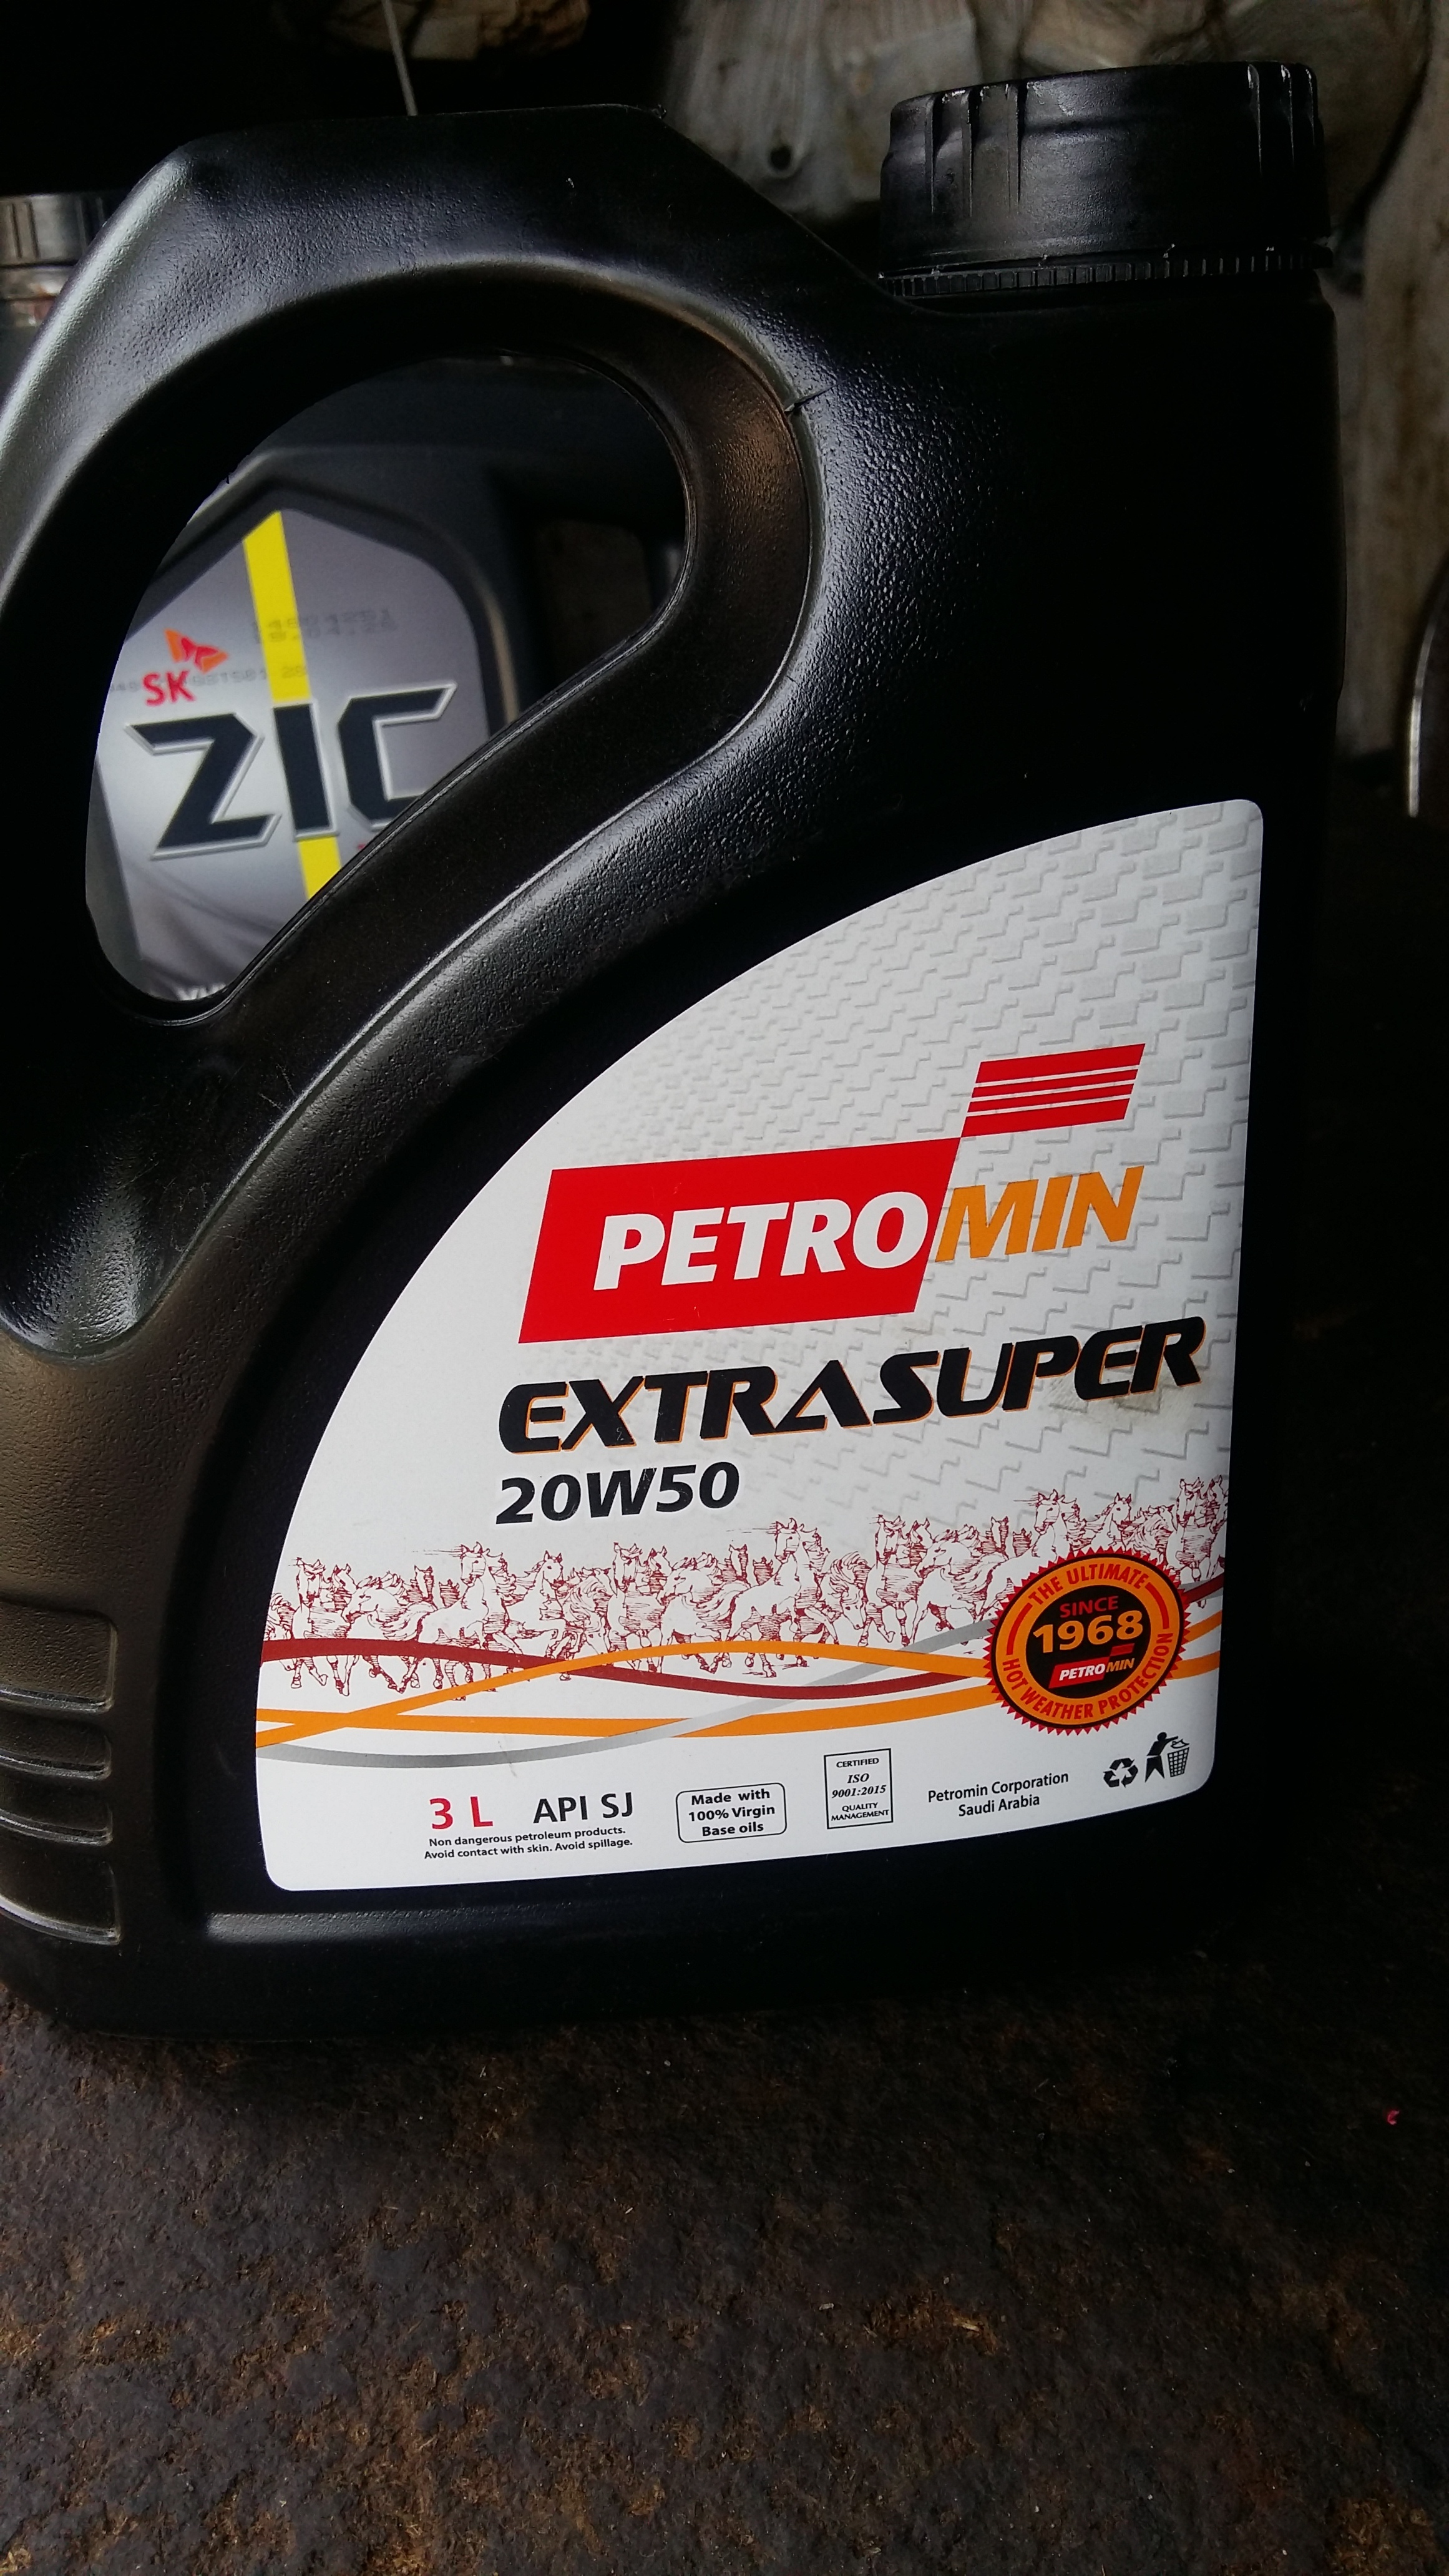 SK
ZIC
PETROMIN
EXTRASUPER
20W50
THE ULTIMATE
SINCE
1968
PETROMIN
HOT WEATHER PROTECTION
3 L API SJ
Non dangerous petroleum products.
Avoid contact with skin. Avoid spillage.
Made with
100% Virgin
Base oils
CERTIFIED
ISO
9001:2015
QUALITY
MANAGEMENT
Petromin Corporation
Saudi Arabia